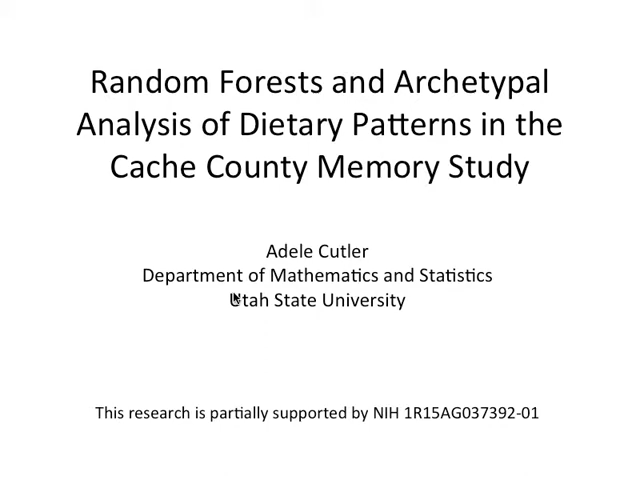 Random Forests and Archetypal
Analysis of Dietary Patterns in the
Cache County Memory Study
Adele Cutler
Department of Mathematics and Statistics
Utah State University
This research is partially supported by NIH 1R15AG037392-01